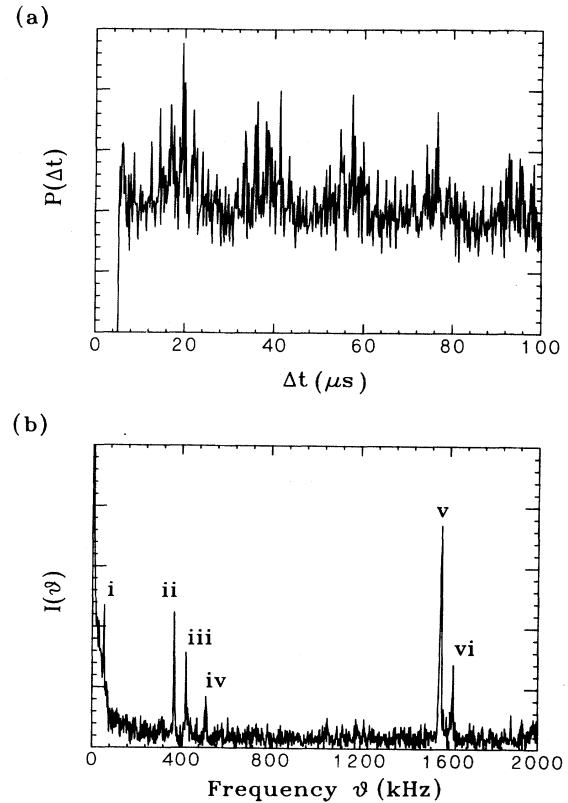 (a)
P(Δt)
0 20 40 60 80 100
Δt (μs)
(b)
I(ϑ)
i
ii
iii
iv
v
vi
0 400 800 1200 1600 2000
Frequency ϑ (kHz)